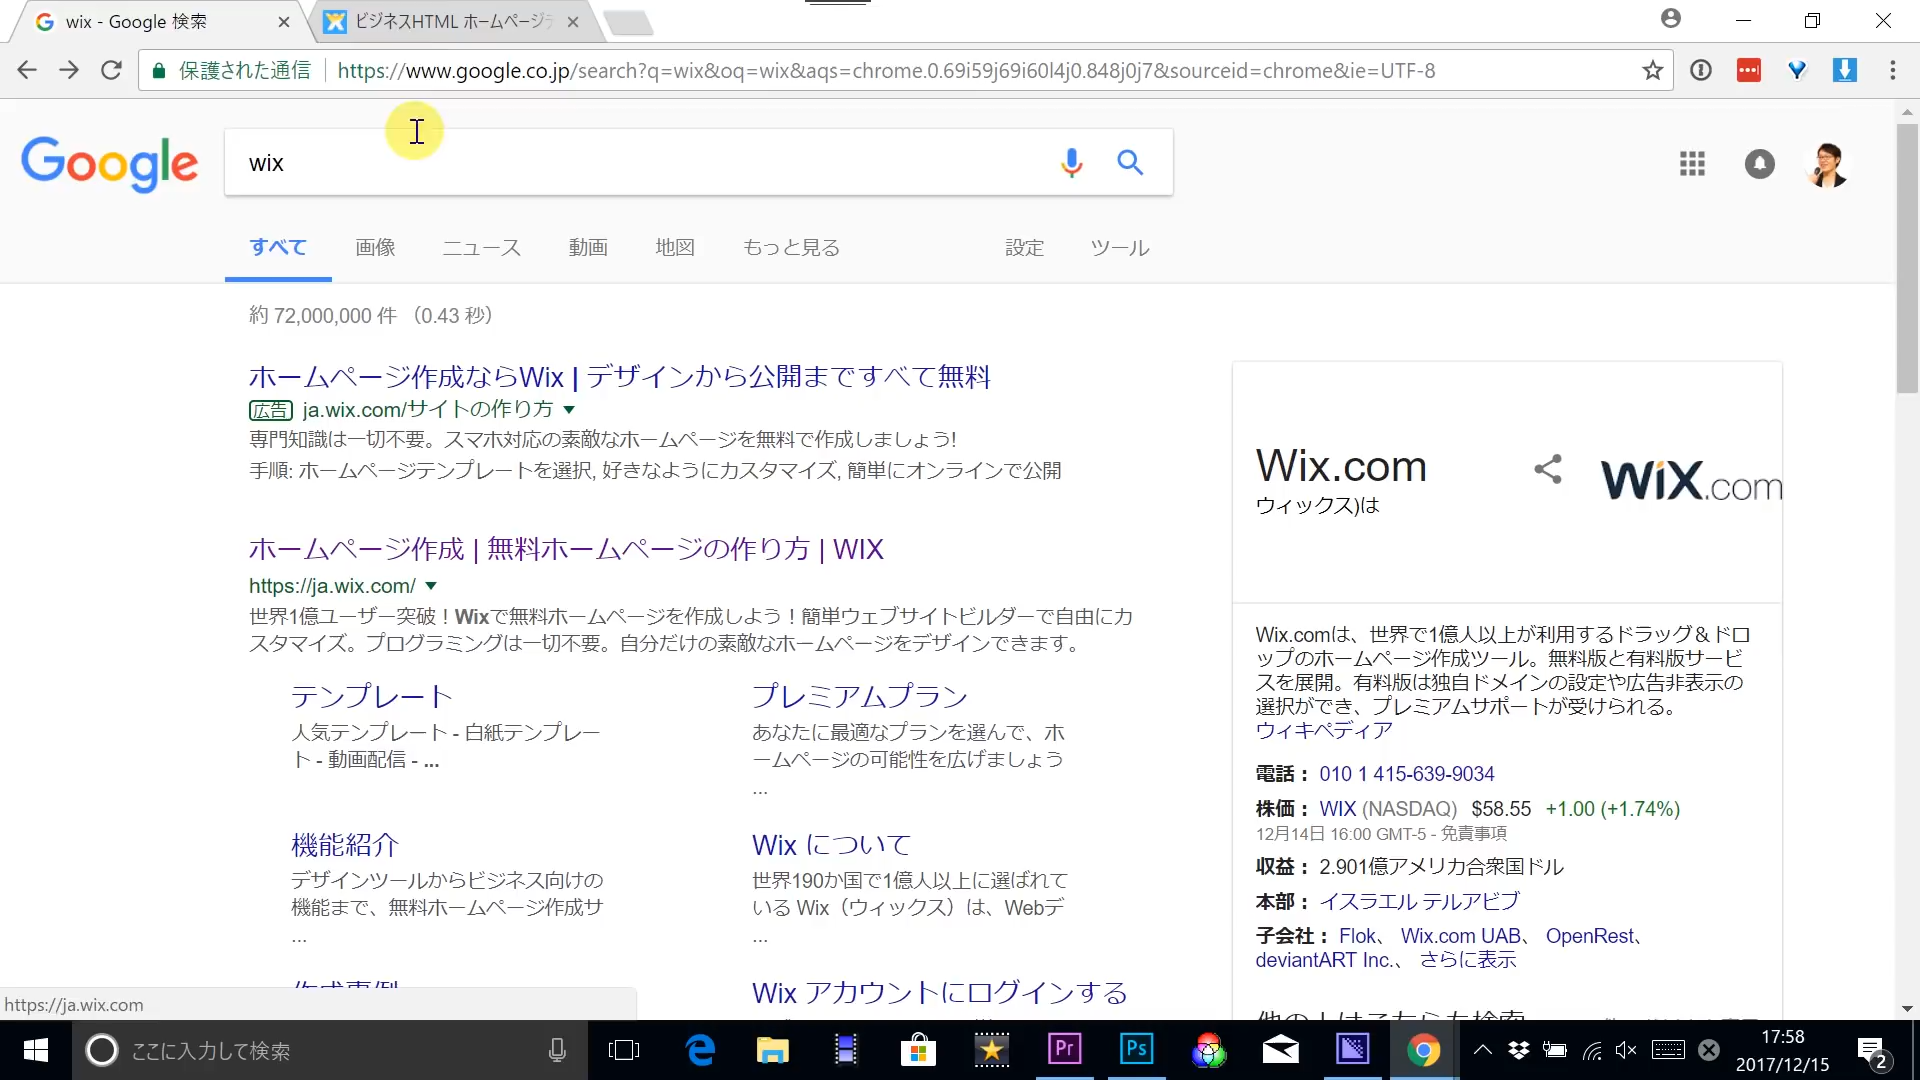 wix - Google 検索
ビジネスHTML ホームページテ
保護された通信
https://www.google.co.jp/search?q=wix&oq=wix&aqs=chrome.0.69i59j69i60l4j0.848j0j7&sourceid=chrome&ie=UTF-8
Google
wix
すべて 画像 ニュース 動画 地図 もっと見る 設定 ツール
約 72,000,000 件 （0.43 秒）
ホームページ作成ならWix | デザインから公開まですべて無料
広告 ja.wix.com/サイトの作り方
専門知識は一切不要。スマホ対応の素敵なホームページを無料で作成しましょう!
手順: ホームページテンプレートを選択, 好きなようにカスタマイズ, 簡単にオンラインで公開
ホームページ作成 | 無料ホームページの作り方 | WIX
https://ja.wix.com/
世界1億ユーザー突破！Wixで無料ホームページを作成しよう！簡単ウェブサイトビルダーで自由にカ
スタマイズ。プログラミングは一切不要。自分だけの素敵なホームページをデザインできます。
テンプレート
人気テンプレート - 白紙テンプレー
ト - 動画配信 - ...
プレミアムプラン
あなたに最適なプランを選んで、ホ
ームページの可能性を広げましょう
...
機能紹介
デザインツールからビジネス向けの
機能まで、無料ホームページ作成サ
...
Wix について
世界190か国で1億人以上に選ばれて
いる Wix（ウィックス）は、Webデ
...
作成事例
Wix アカウントにログインする
Wix.com
ウィックス)は
WiX.com
Wix.comは、世界で1億人以上が利用するドラッグ＆ドロ
ップのホームページ作成ツール。無料版と有料版サービ
スを展開。有料版は独自ドメインの設定や広告非表示の
選択ができ、プレミアムサポートが受けられる。
ウィキペディア
電話： 010 1 415-639-9034
株価： WIX (NASDAQ) $58.55 +1.00 (+1.74%)
12月14日 16:00 GMT-5 - 免責事項
収益： 2.901億アメリカ合衆国ドル
本部： イスラエル テルアビブ
子会社： Flok、 Wix.com UAB、 OpenRest、
deviantART Inc.、 さらに表示
他の人はこちらも検索
https://ja.wix.com
ここに入力して検索
Pr
Ps
17:58
2017/12/15
2